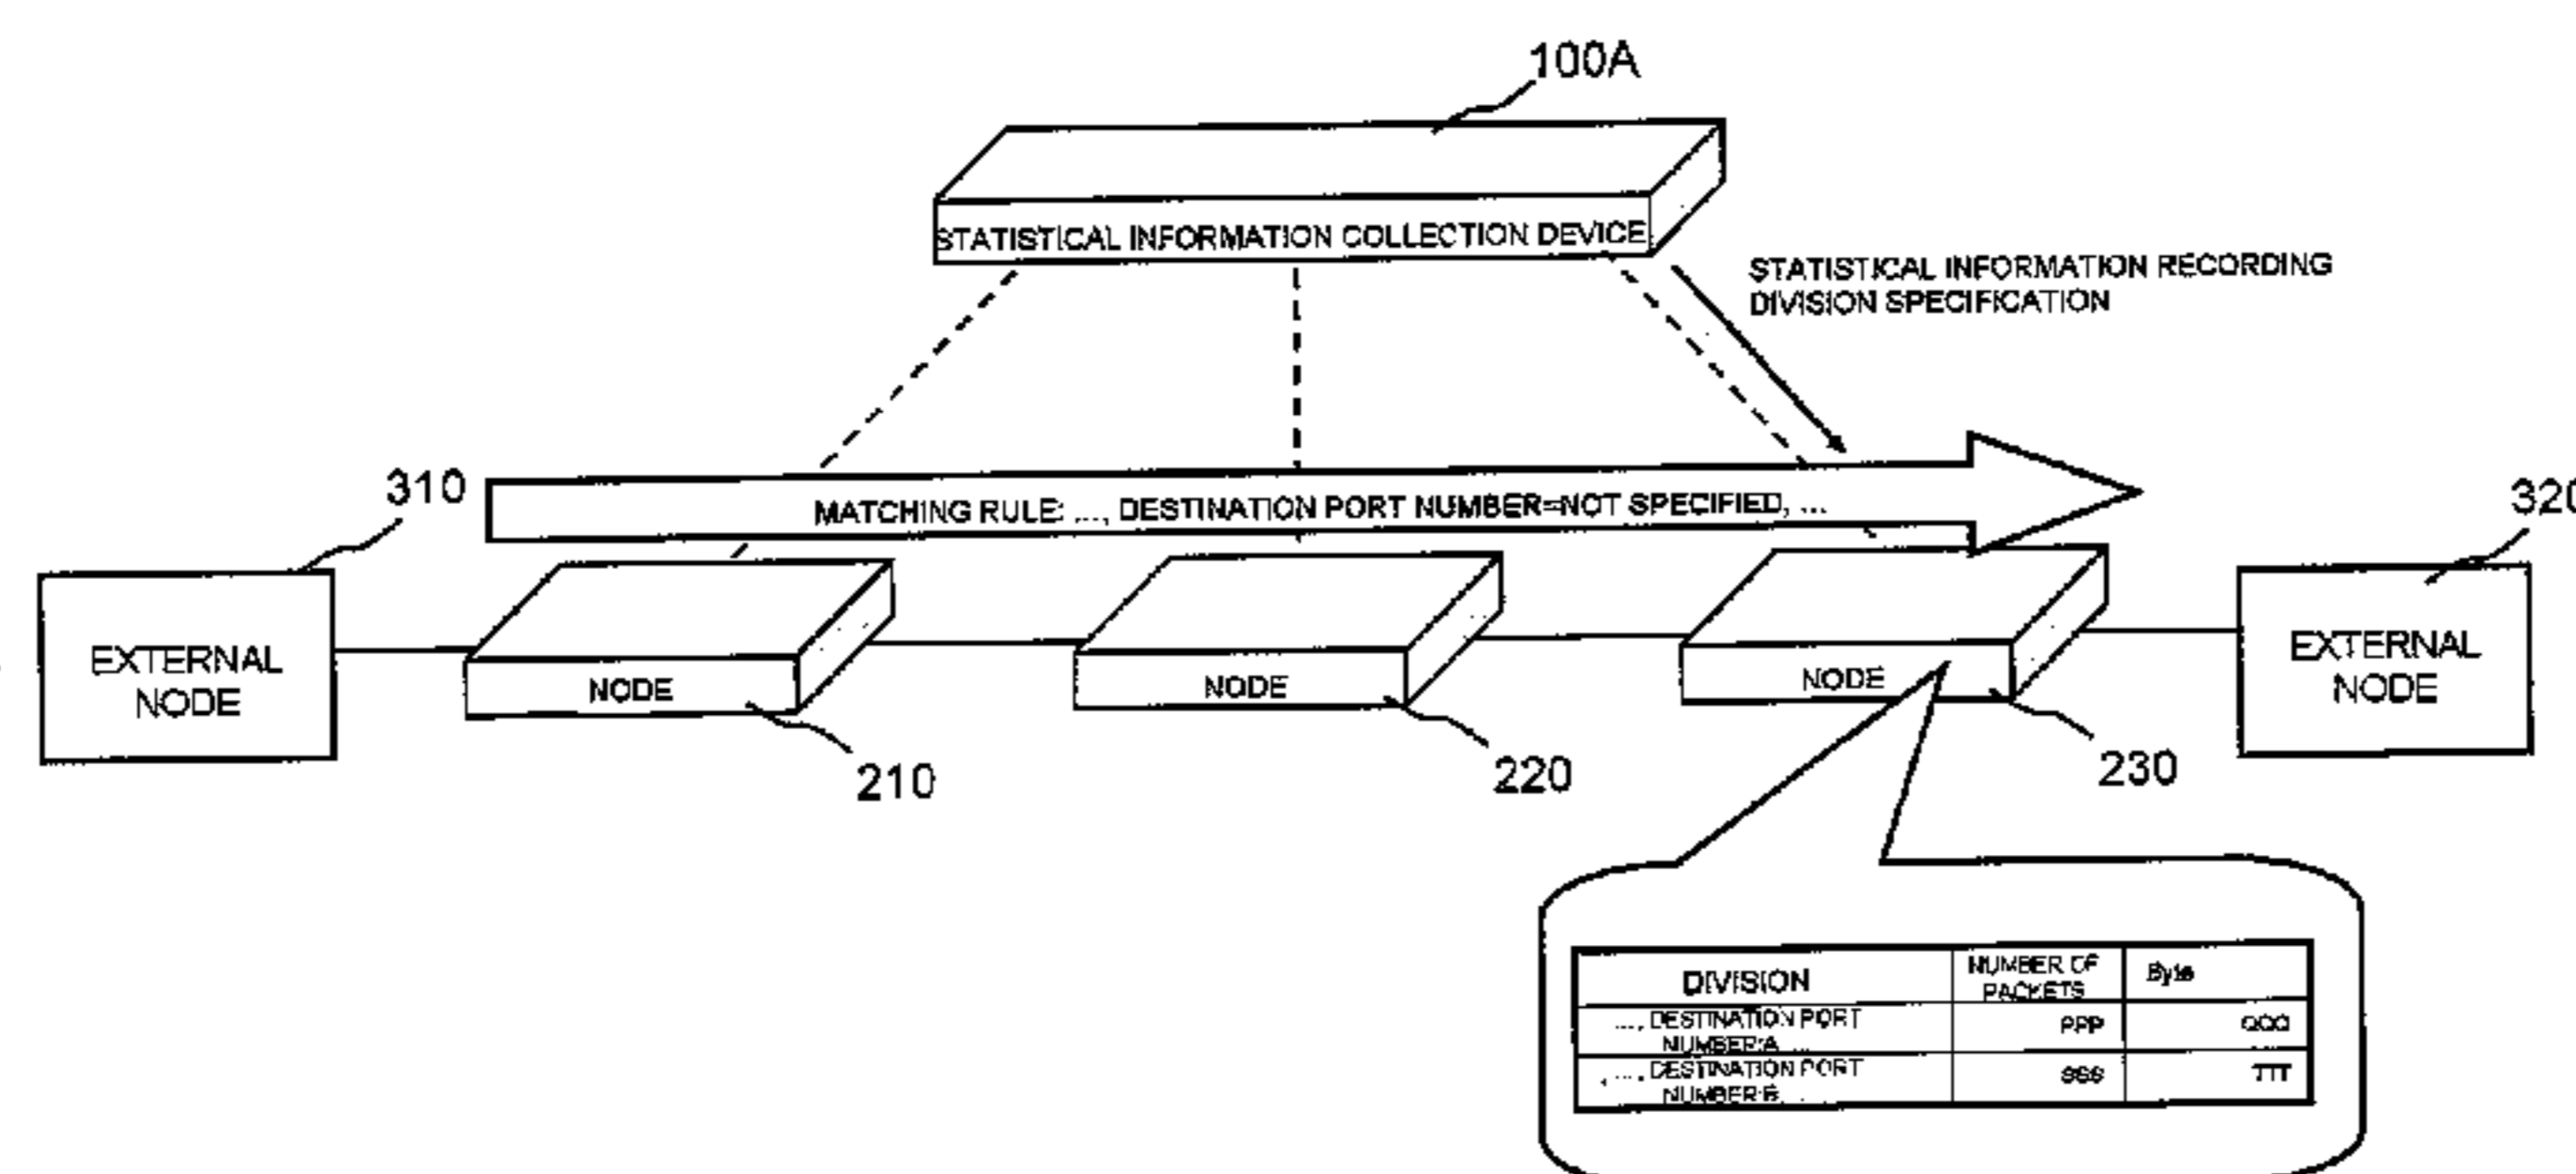 100A
STATISTICAL INFORMATION COLLECTION DEVICE
STATISTICAL INFORMATION RECORDING
DIVISION SPECIFICATION
310
MATCHING RULE: ..., DESTINATION PORT NUMBER=NOT SPECIFIED, ...
320
EXTERNAL
NODE
NODE
NODE
NODE
EXTERNAL
NODE
210
220
230
DIVISION
NUMBER OF
PACKETS
Byte
..., DESTINATION PORT
NUMBER:A ...
PPP
QQQ
, ..., DESTINATION PORT
NUMBER:B, ...
SSS
TTT